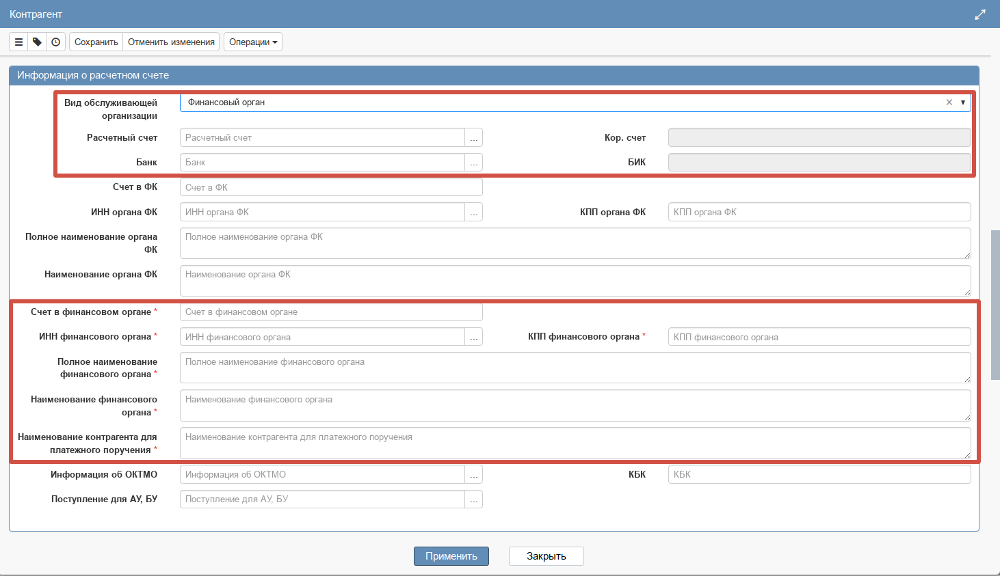 Контрагент
Сохранить Отменить изменения Операции
Информация о расчетном счете
Вид обслуживающей организации Финансовый орган
Расчетный счет Расчетный счет ... Кор. счет
Банк Банк ... БИК
Счет в ФК Счет в ФК
ИНН органа ФК ИНН органа ФК ... КПП органа ФК КПП органа ФК
Полное наименование органа ФК Полное наименование органа ФК
Наименование органа ФК Наименование органа ФК
Счет в финансовом органе * Счет в финансовом органе
ИНН финансового органа * ИНН финансового органа ... КПП финансового органа * КПП финансового органа
Полное наименование финансового органа * Полное наименование финансового органа
Наименование финансового органа * Наименование финансового органа
Наименование контрагента для платежного поручения * Наименование контрагента для платежного поручения
Информация об ОКТМО Информация об ОКТМО ... КБК КБК
Поступление для АУ, БУ Поступление для АУ, БУ ...
Применить Закрыть